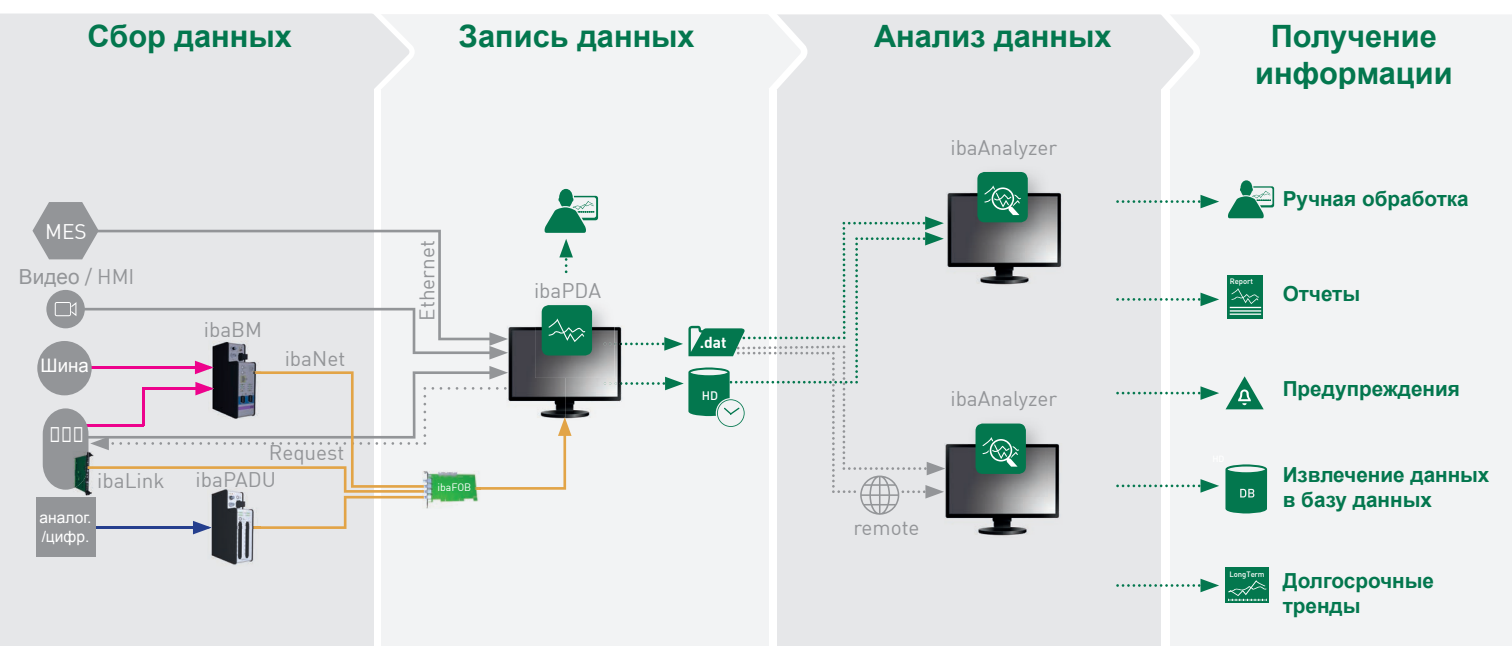 Сбор данных
Запись данных
Анализ данных
Получение
информации
MES
Видео / HMI
Шина
ibaBM
ibaNet
Ethernet
Request
ibaLink
ibaPADU
аналог.
/цифр.
ibaPDA
ibaFOB
.dat
HD
ibaAnalyzer
ibaAnalyzer
remote
Ручная обработка
Report
Отчеты
Предупреждения
DB
Извлечение данных
в базу данных
LongTerm
Долгосрочные
тренды